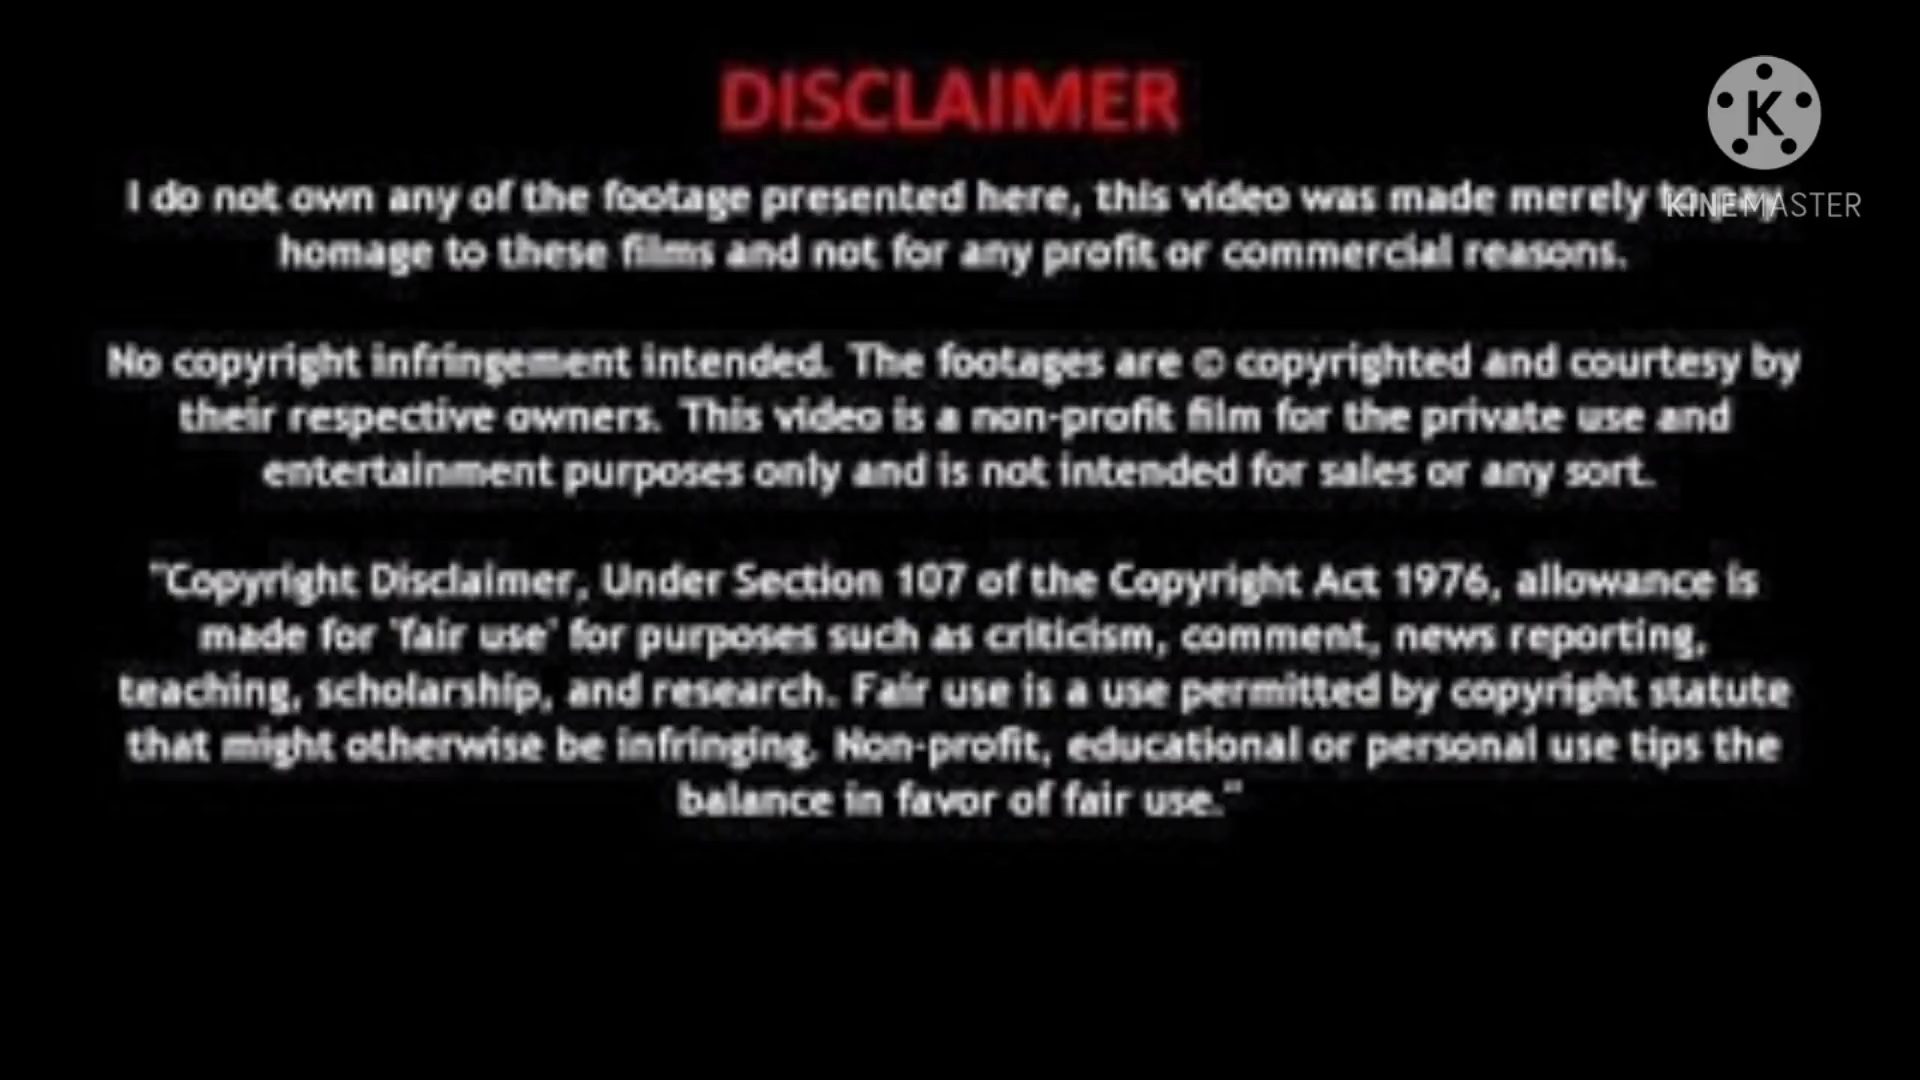 DISCLAIMER
I do not own any of the footage presented here, this video was made merely to pay
homage to these films and not for any profit or commercial reasons.
No copyright infringement intended. The footages are © copyrighted and courtesy by
their respective owners. This video is a non-profit film for the private use and
entertainment purposes only and is not intended for sales or any sort.
"Copyright Disclaimer, Under Section 107 of the Copyright Act 1976, allowance is
made for 'fair use' for purposes such as criticism, comment, news reporting,
teaching, scholarship, and research. Fair use is a use permitted by copyright statute
that might otherwise be infringing. Non-profit, educational or personal use tips the
balance in favor of fair use."
K
KINEMASTER